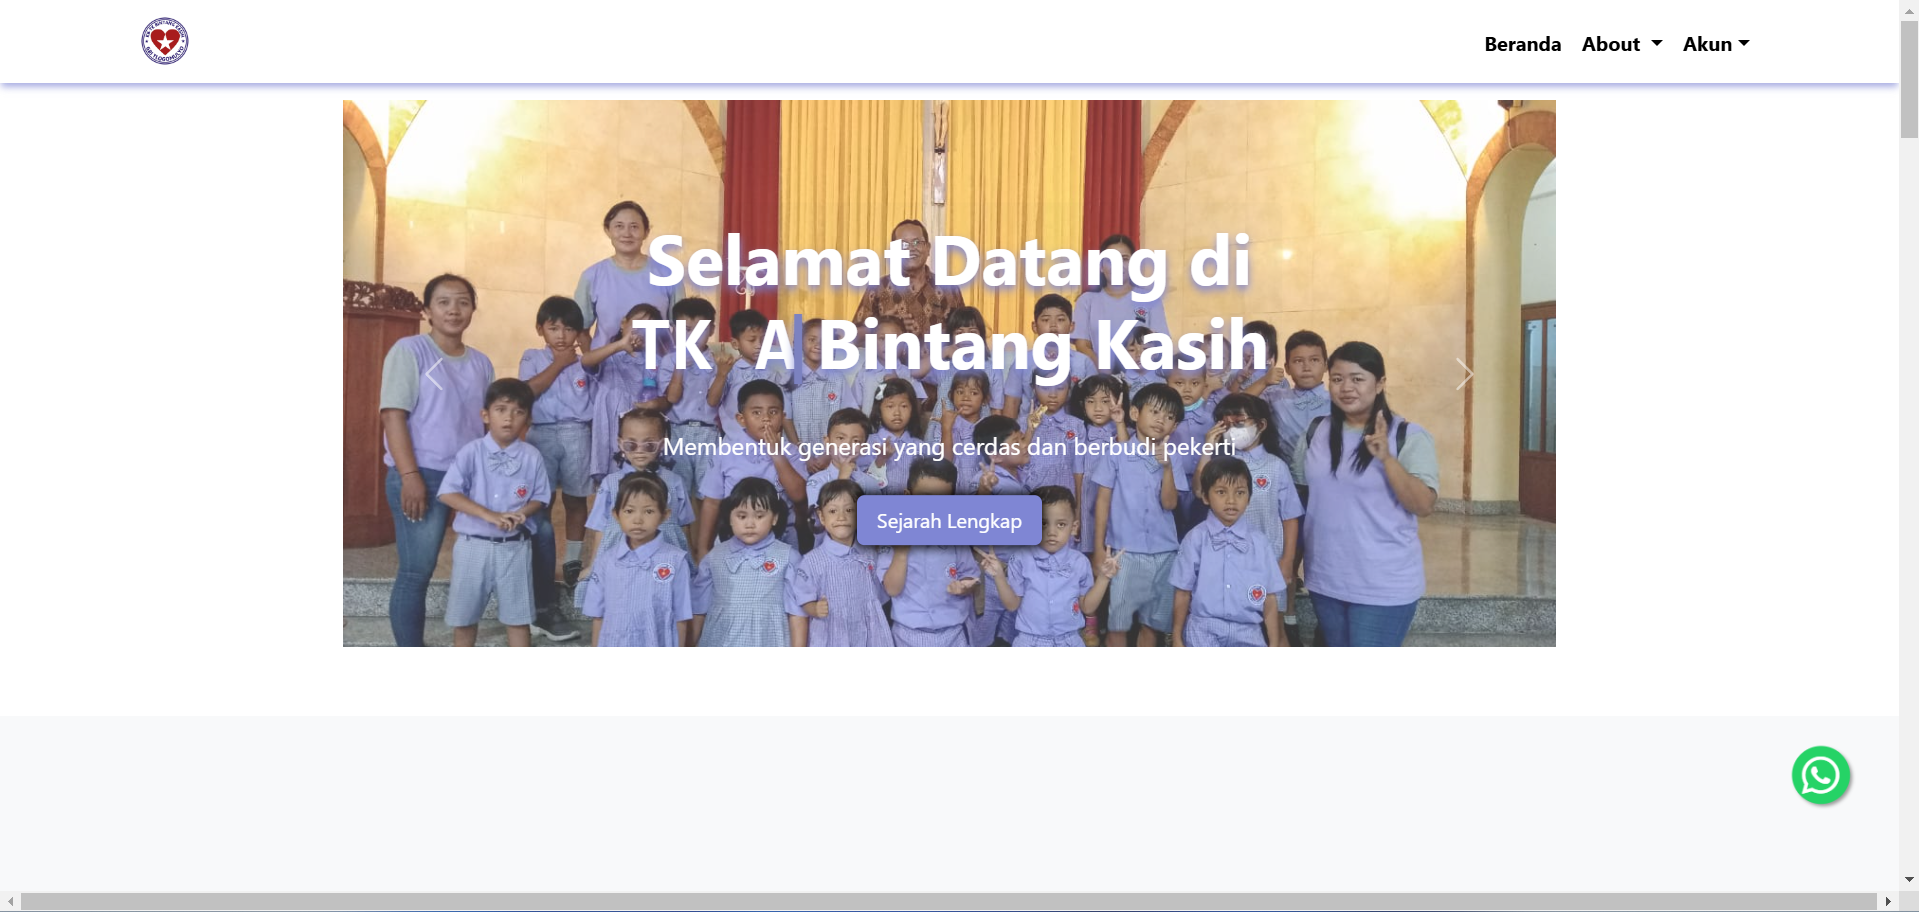 Beranda
About
Akun
Selamat Datang di
TK A Bintang Kasih
Membentuk generasi yang cerdas dan berbudi pekerti
Sejarah Lengkap